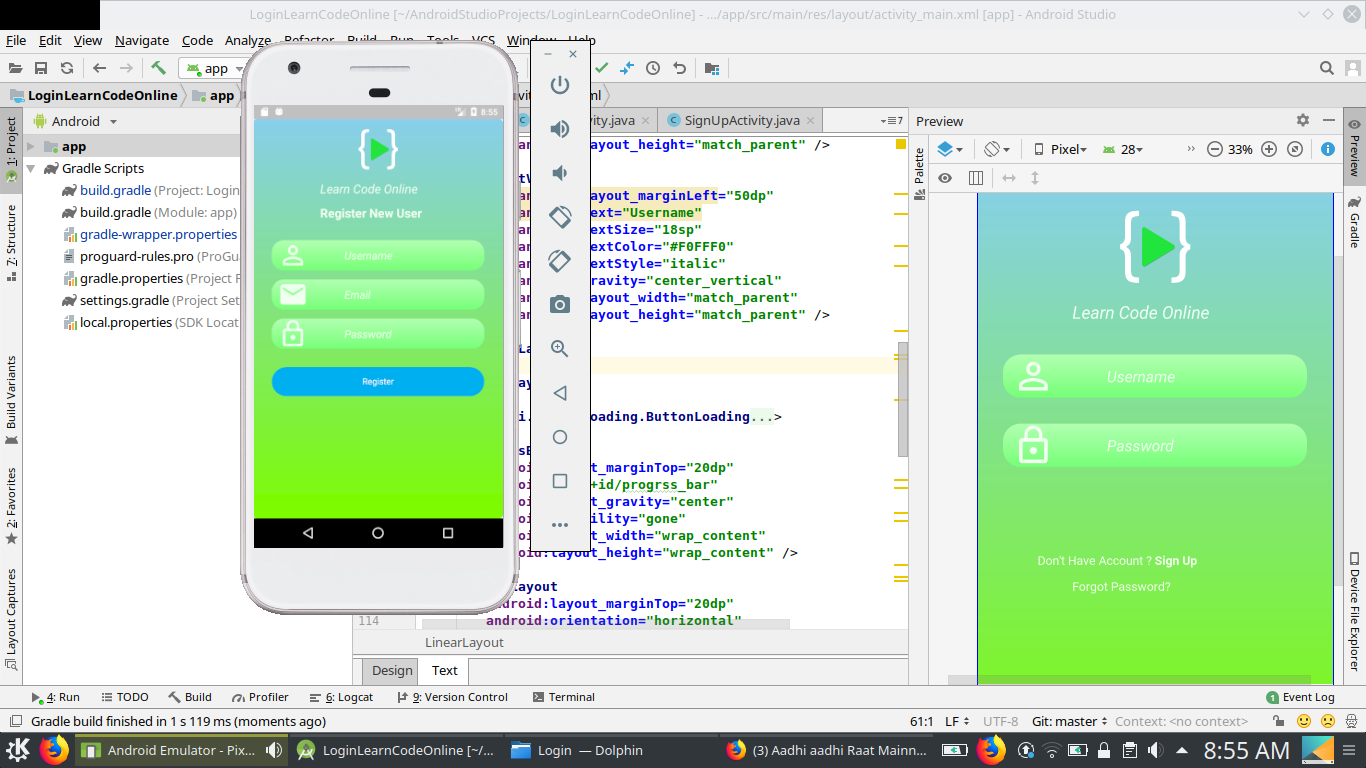 LoginLearnCodeOnline [~/AndroidStudioProjects/LoginLearnCodeOnline] - .../app/src/main/res/layout/activity_main.xml [app] - Android Studio
File Edit View Navigate Code Analyze Refactor Build Run Tools VCS Window Help
app
LoginLearnCodeOnline app
1: Project
7: Structure
Build Variants
2: Favorites
Layout Captures
Android
app
Gradle Scripts
build.gradle (Project: Login
build.gradle (Module: app)
gradle-wrapper.properties
proguard-rules.pro (ProGu
gradle.properties (Project P
settings.gradle (Project Set
local.properties (SDK Locat
8:55
Learn Code Online
Register New User
Username
Email
Password
Register
SignUpActivity.java
7
ayout_height="match_parent" />
ayout_marginLeft="50dp"
ext="Username"
extSize="18sp"
extColor="#F0FFF0"
extStyle="italic"
ravity="center_vertical"
ayout_width="match_parent"
ayout_height="match_parent" />
oading.ButtonLoading...>
t_marginTop="20dp"
+id/progrss_bar"
t_gravity="center"
ility="gone"
t_width="wrap_content"
oid:layout_height="wrap_content" />
Layout
android:layout_marginTop="20dp"
114 android:orientation="horizontal"
LinearLayout
Design Text
Preview
Palette
Pixel 28 33%
Learn Code Online
Username
Password
Don't Have Account ? Sign Up
Forgot Password?
Preview
Gradle
Device File Explorer
4: Run TODO Build Profiler 6: Logcat 9: Version Control Terminal 1 Event Log
Gradle build finished in 1 s 119 ms (moments ago) 61:1 LF UTF-8 Git: master Context: <no context>
Android Emulator - Pix... LoginLearnCodeOnline [~/... Login — Dolphin (3) Aadhi aadhi Raat Mainn... 8:55 AM